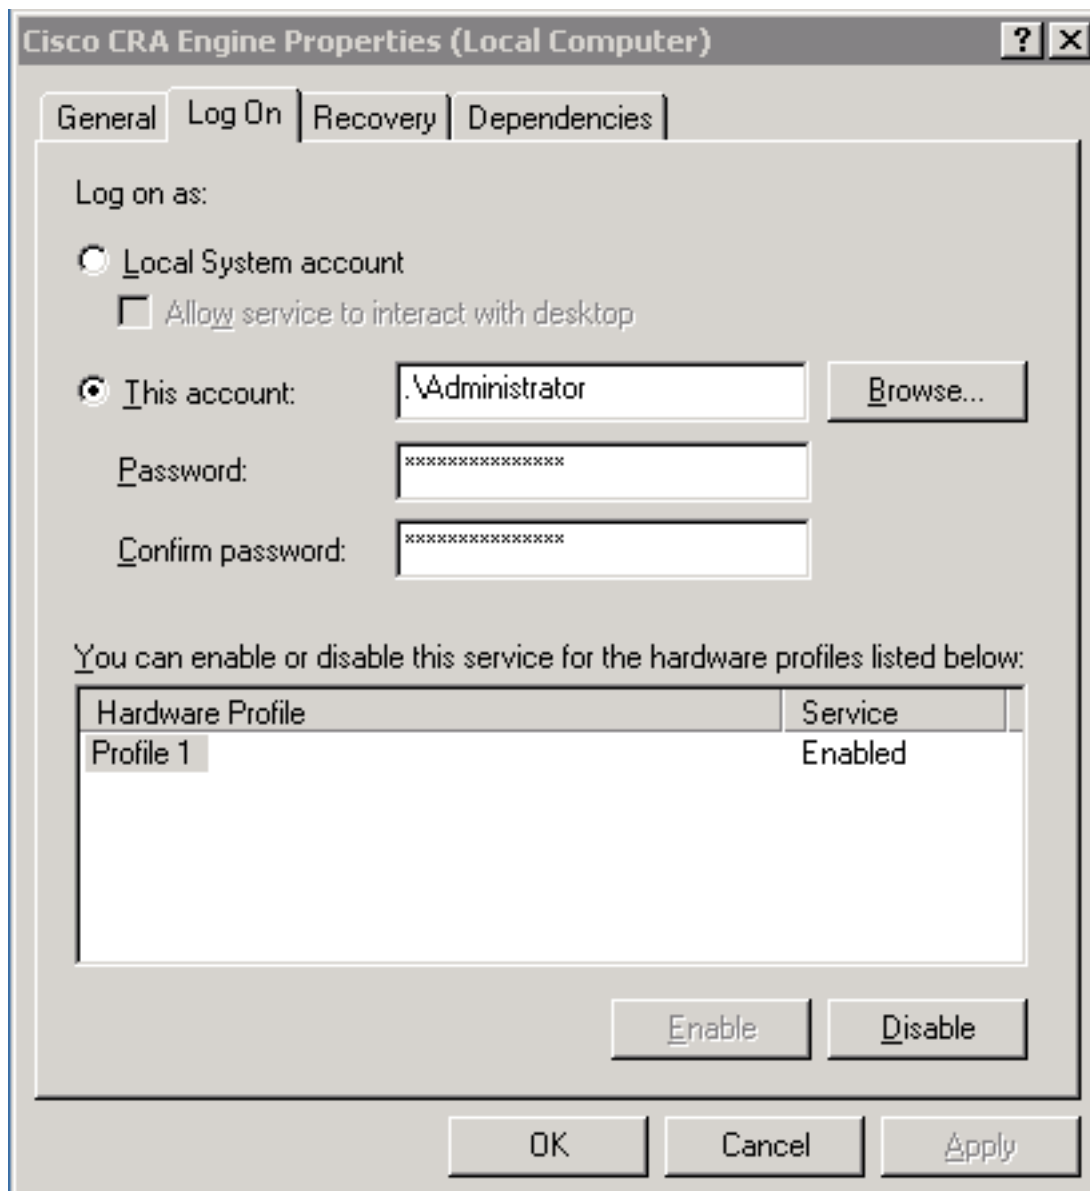 Cisco CRA Engine Properties (Local Computer) ? X
General Log On Recovery Dependencies
Log on as:
Local System account
Allow service to interact with desktop
This account: .\Administrator Browse...
Password: ***************
Confirm password: ***************
You can enable or disable this service for the hardware profiles listed below:
Hardware Profile Service
Profile 1 Enabled
Enable Disable
OK Cancel Apply